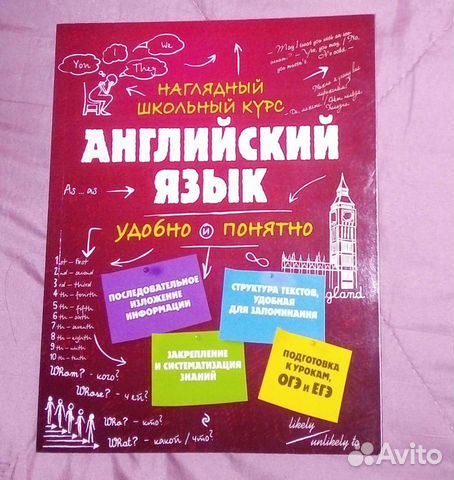 You
I
We
They
НАГЛЯДНЫЙ
ШКОЛЬНЫЙ КУРС
АНГЛИЙСКИЙ
ЯЗЫК
As ... as
УДОБНО И ПОНЯТНО
1st - first
2nd - second
3rd - third
4th - fourth
5th - fifth
6th - sixth
7th - seventh
8th - eighth
9th - ninth
10th - tenth
ПОСЛЕДОВАТЕЛЬНОЕ
ИЗЛОЖЕНИЕ
ИНФОРМАЦИИ
СТРУКТУРА ТЕКСТОВ,
УДОБНАЯ
ДЛЯ ЗАПОМИНАНИЯ
gland
ЗАКРЕПЛЕНИЕ
И СИСТЕМАТИЗАЦИЯ
ЗНАНИЙ
ПОДГОТОВКА
К УРОКАМ,
ОГЭ и ЕГЭ
Whom? - кого?
Whose? - чей?
Who? - кто?
What? - какой / что?
likely
unlikely to
Avito